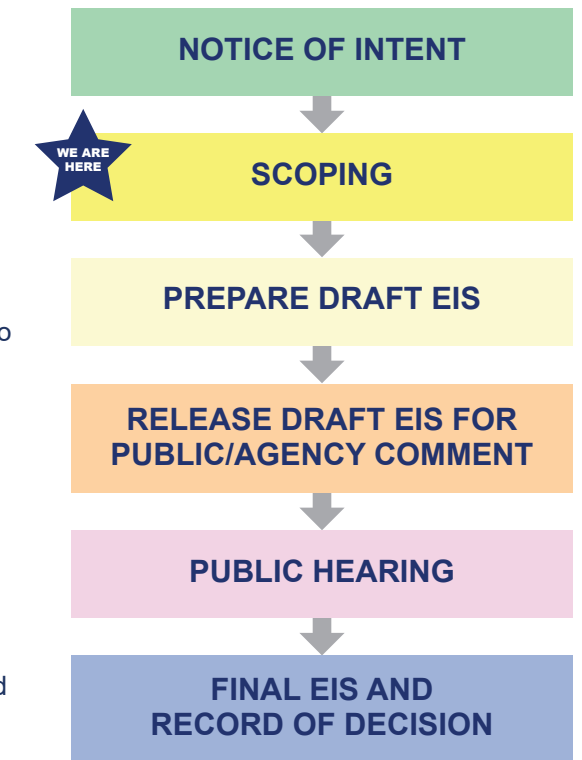 NOTICE OF INTENT
WE ARE
HERE
SCOPING
PREPARE DRAFT EIS
RELEASE DRAFT EIS FOR
PUBLIC/AGENCY COMMENT
PUBLIC HEARING
FINAL EIS AND
RECORD OF DECISION